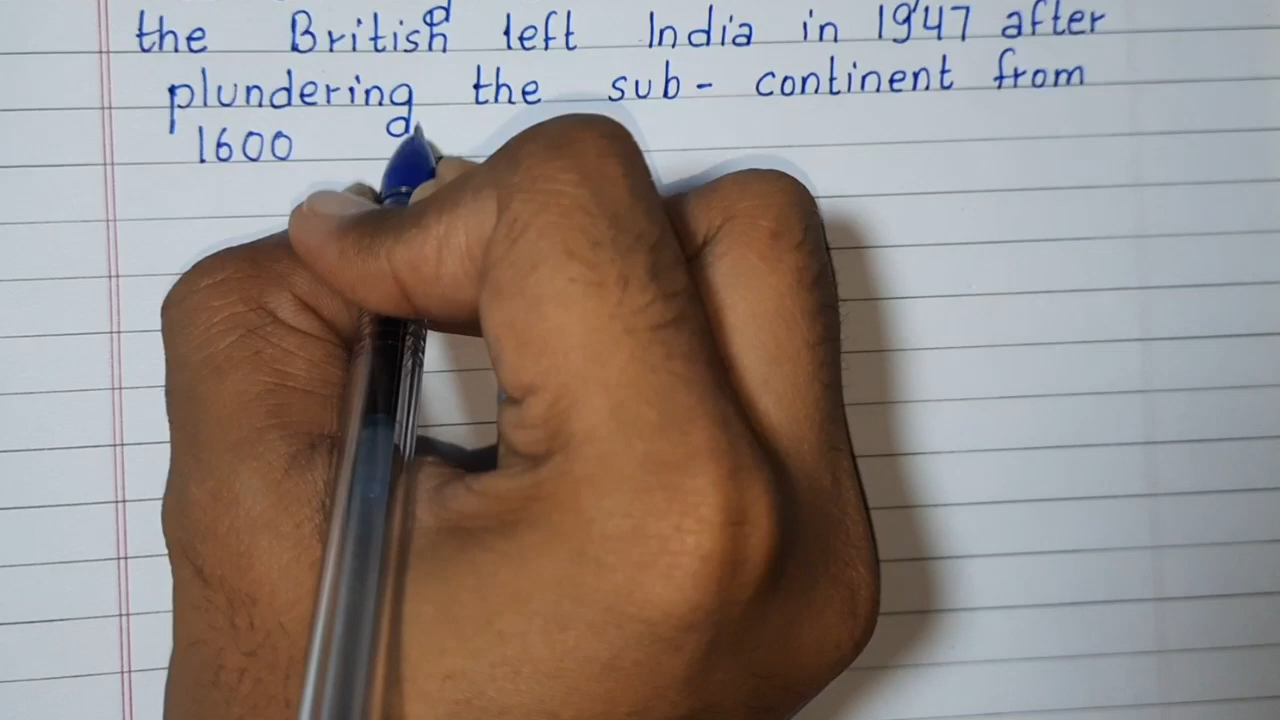 the British left India in 1947 after
plundering the sub - continent from
1600